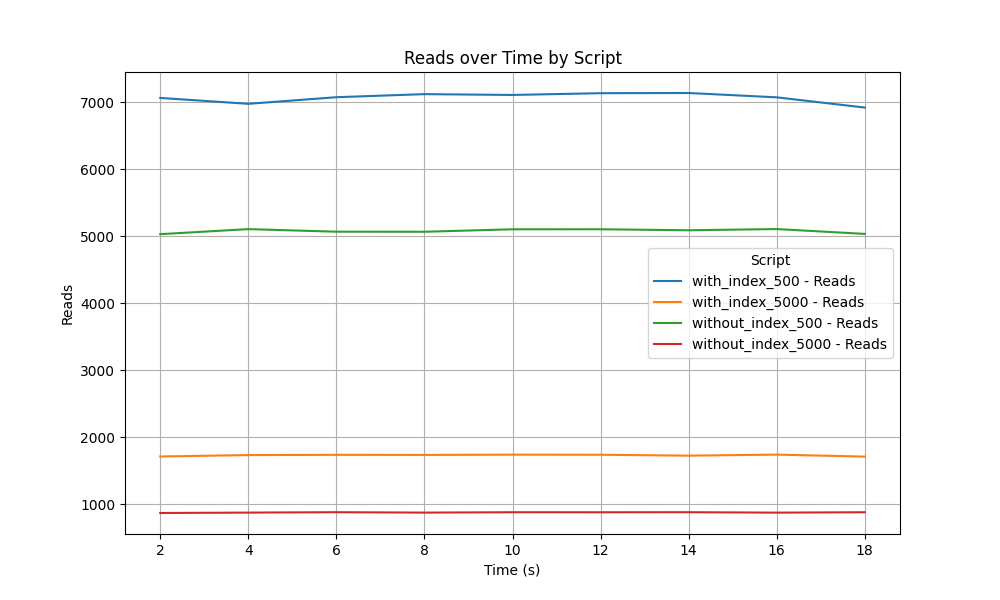 Reads over Time by Script
7000
6000
5000
4000
3000
2000
1000
Reads
Script
with_index_500 - Reads
with_index_5000 - Reads
without_index_500 - Reads
without_index_5000 - Reads
2 4 6 8 10 12 14 16 18
Time (s)